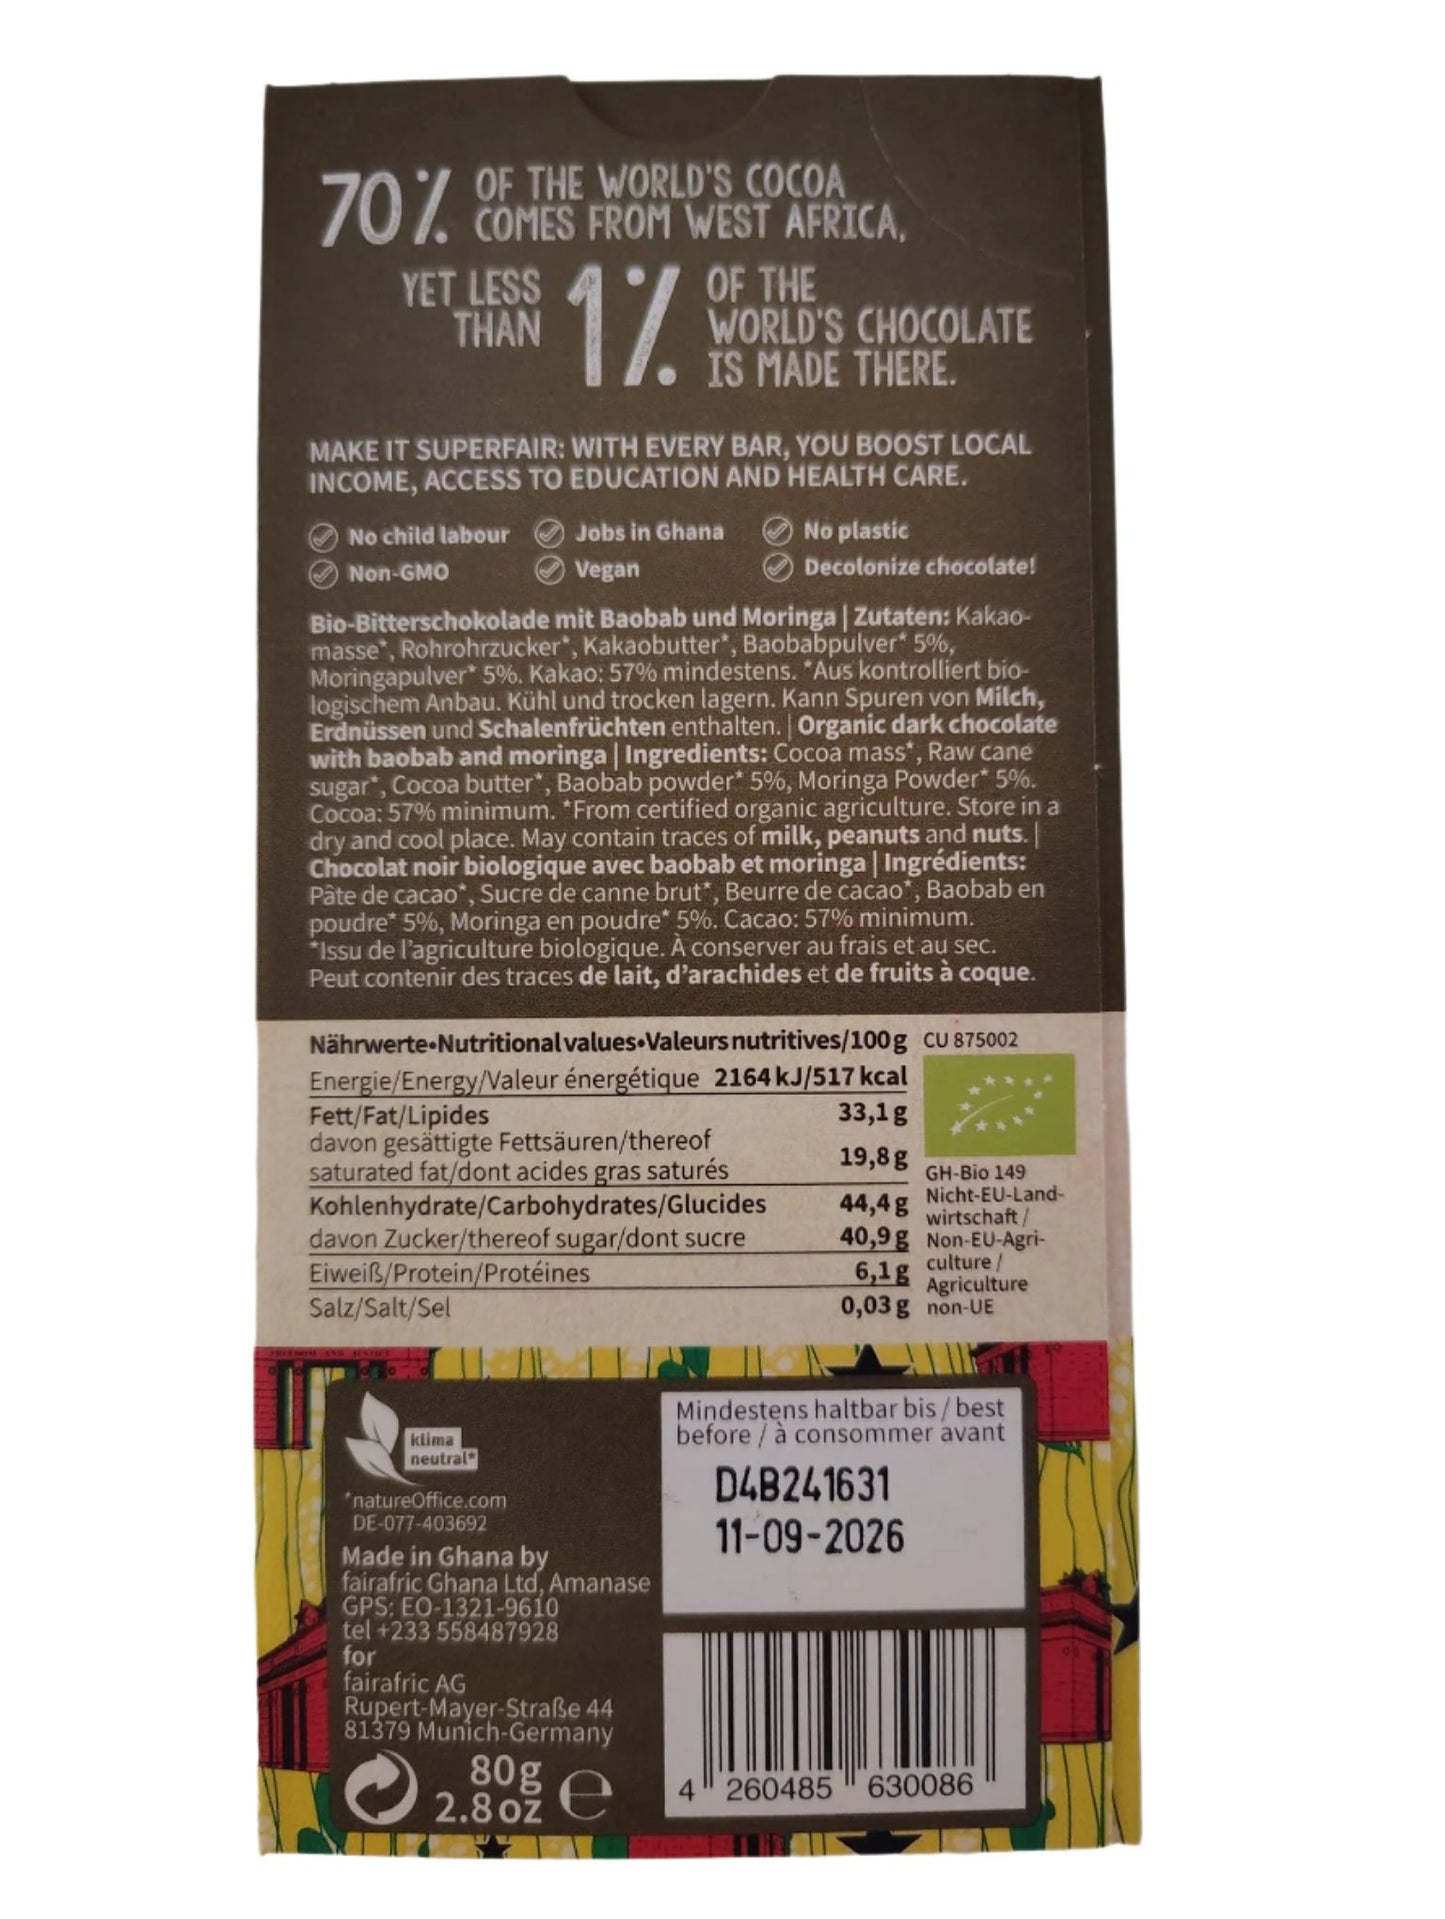 70% OF THE WORLD'S COCOA
COMES FROM WEST AFRICA,
YET LESS THAN 1% OF THE
WORLD'S CHOCOLATE
IS MADE THERE.
MAKE IT SUPERFAIR: WITH EVERY BAR, YOU BOOST LOCAL
INCOME, ACCESS TO EDUCATION AND HEALTH CARE.
No child labour Jobs in Ghana No plastic
Non-GMO Vegan Decolonize chocolate!
Bio-Bitterschokolade mit Baobab und Moringa | Zutaten: Kakao-
masse*, Rohrohrzucker*, Kakaobutter*, Baobabpulver* 5%,
Moringapulver* 5%. Kakao: 57% mindestens. *Aus kontrolliert bio-
logischem Anbau. Kühl und trocken lagern. Kann Spuren von Milch,
Erdnüssen und Schalenfrüchten enthalten. | Organic dark chocolate
with baobab and moringa | Ingredients: Cocoa mass*, Raw cane
sugar*, Cocoa butter*, Baobab powder* 5%, Moringa Powder* 5%.
Cocoa: 57% minimum. *From certified organic agriculture. Store in a
dry and cool place. May contain traces of milk, peanuts and nuts. |
Chocolat noir biologique avec baobab et moringa | Ingrédients:
Pâte de cacao*, Sucre de canne brut*, Beurre de cacao*, Baobab en
poudre* 5%, Moringa en poudre* 5%. Cacao: 57% minimum.
*Issu de l'agriculture biologique. À conserver au frais et au sec.
Peut contenir des traces de lait, d'arachides et de fruits à coque.
Nährwerte•Nutritional values•Valeurs nutritives/100g
Energie/Energy/Valeur énergétique 2164 kJ/517 kcal
Fett/Fat/Lipides 33,1 g
davon gesättigte Fettsäuren/thereof
saturated fat/dont acides gras saturés 19,8 g
Kohlenhydrate/Carbohydrates/Glucides 44,4 g
davon Zucker/thereof sugar/dont sucre 40,9 g
Eiweiß/Protein/Protéines 6,1 g
Salz/Salt/Sel 0,03 g
CU 875002
GH-Bio 149
Nicht-EU-Land-
wirtschaft /
Non-EU-Agri-
culture /
Agriculture
non-UE
FREEDOM AND JUSTICE
klima
neutral*
*natureOffice.com
DE-077-403692
Made in Ghana by
fairafric Ghana Ltd, Amanase
GPS: EO-1321-9610
tel +233 558487928
for
fairafric AG
Rupert-Mayer-Straße 44
81379 Munich-Germany
80g
2.8 oz
e
Mindestens haltbar bis / best
before / à consommer avant
D4B241631
11-09-2026
4 260485 630086